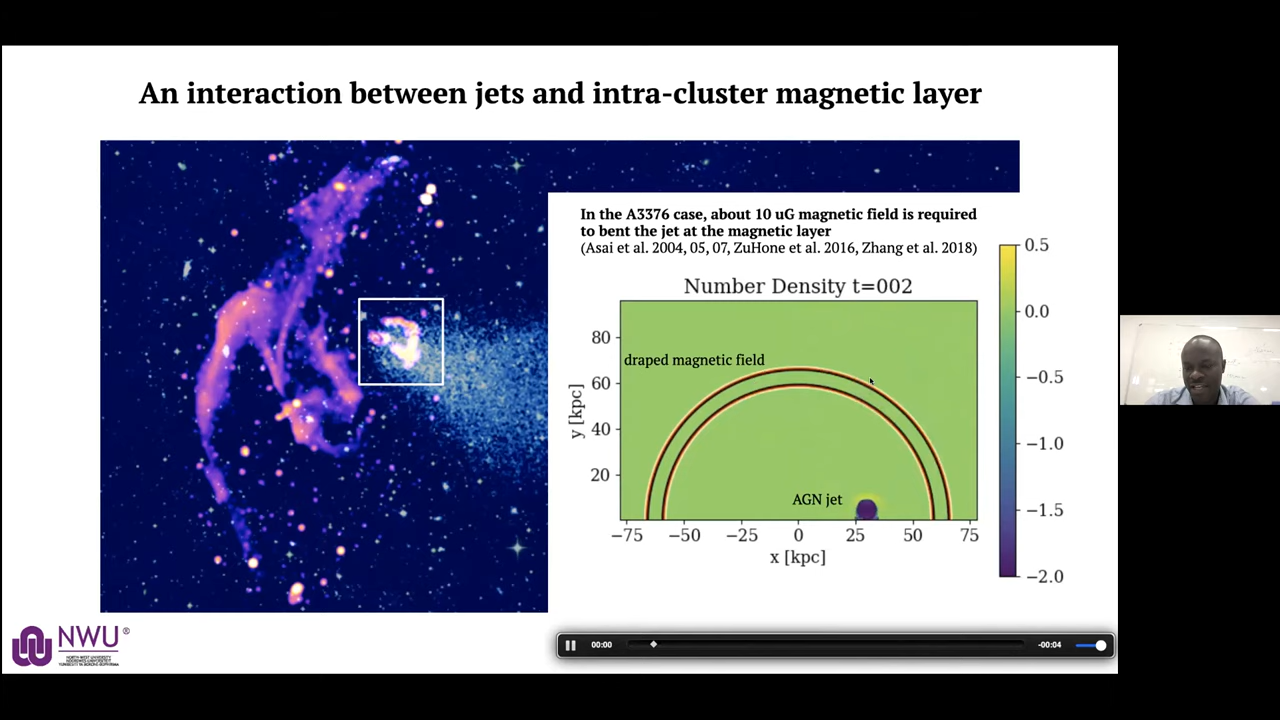 An interaction between jets and intra-cluster magnetic layer
In the A3376 case, about 10 uG magnetic field is required
to bent the jet at the magnetic layer
(Asai et al. 2004, 05, 07, ZuHone et al. 2016, Zhang et al. 2018)
Number Density t=002
draped magnetic field
AGN jet
y [kpc]
80
60
40
20
−75
−50
−25
0
25
50
75
x [kpc]
0.5
0.0
−0.5
−1.0
−1.5
−2.0
NWU®
00:00
-00:04